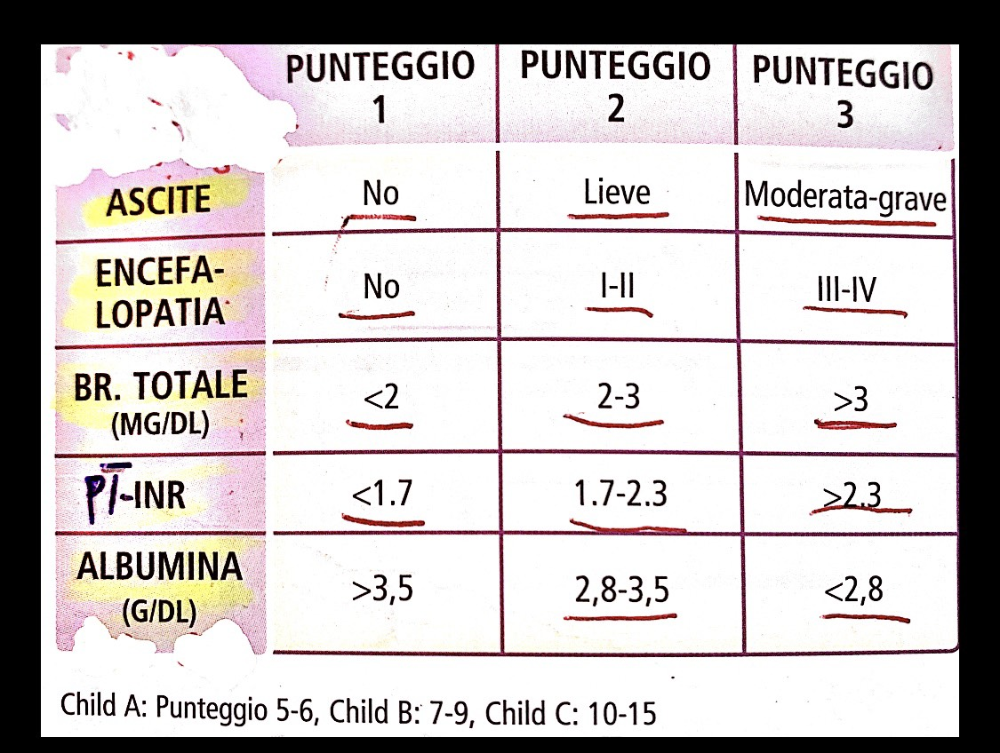 PUNTEGGIO 1 PUNTEGGIO 2 PUNTEGGIO 3
ASCITE No Lieve Moderata-grave
ENCEFA-
LOPATIA No I-II III-IV
BR. TOTALE
(MG/DL) <2 2-3 >3
PT-INR <1.7 1.7-2.3 >2.3
ALBUMINA
(G/DL) >3,5 2,8-3,5 <2,8
Child A: Punteggio 5-6, Child B: 7-9, Child C: 10-15